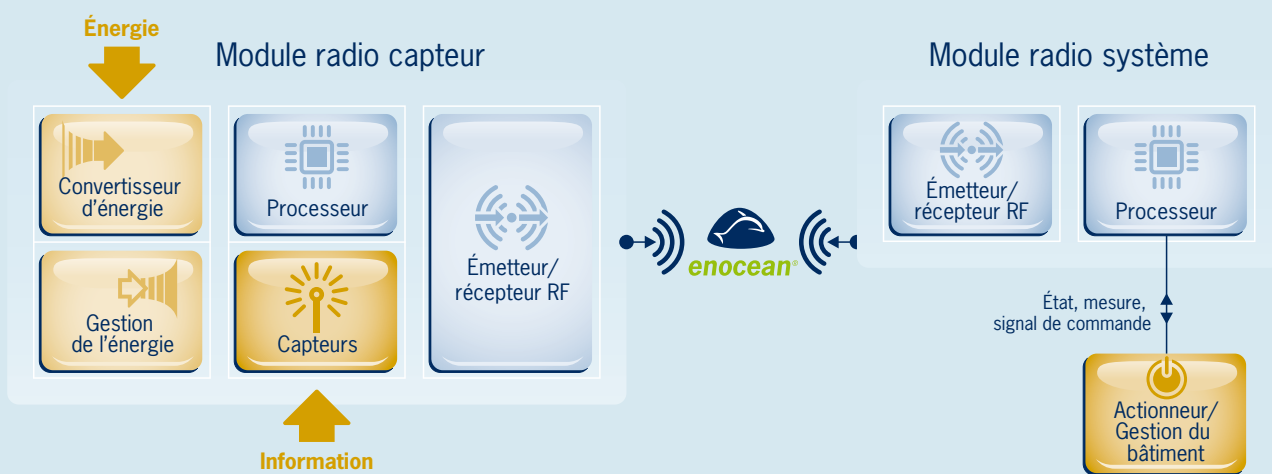 Énergie
Module radio capteur
Module radio système
Convertisseur
d'énergie
Processeur
Émetteur/
récepteur RF
Gestion
de l'énergie
Capteurs
Information
enocean®
Émetteur/
récepteur RF
Processeur
État, mesure,
signal de commande
Actionneur/
Gestion du
bâtiment